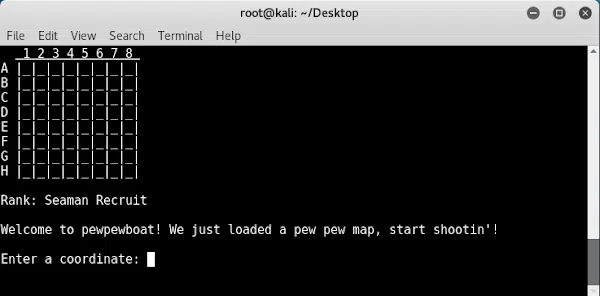 root@kali: ~/Desktop
File Edit View Search Terminal Help
1 2 3 4 5 6 7 8
A |_|_|_|_|_|_|_|_|
B |_|_|_|_|_|_|_|_|
C |_|_|_|_|_|_|_|_|
D |_|_|_|_|_|_|_|_|
E |_|_|_|_|_|_|_|_|
F |_|_|_|_|_|_|_|_|
G |_|_|_|_|_|_|_|_|
H |_|_|_|_|_|_|_|_|
Rank: Seaman Recruit
Welcome to pewpewboat! We just loaded a pew pew map, start shootin'!
Enter a coordinate: